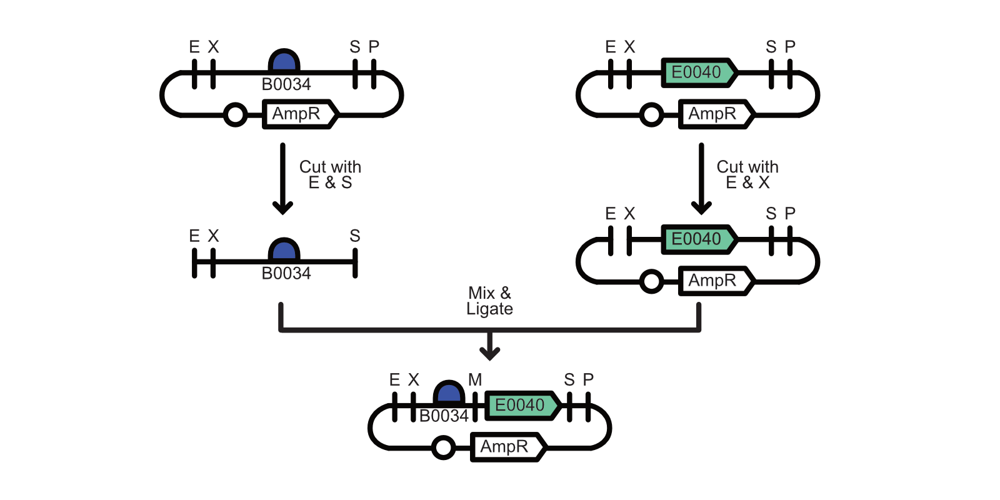 E X S P
B0034
AmpR
E X S P
E0040
AmpR
Cut with
E & S
Cut with
E & X
E X S
B0034
E X S P
E0040
AmpR
Mix &
Ligate
E X M S P
B0034
E0040
AmpR